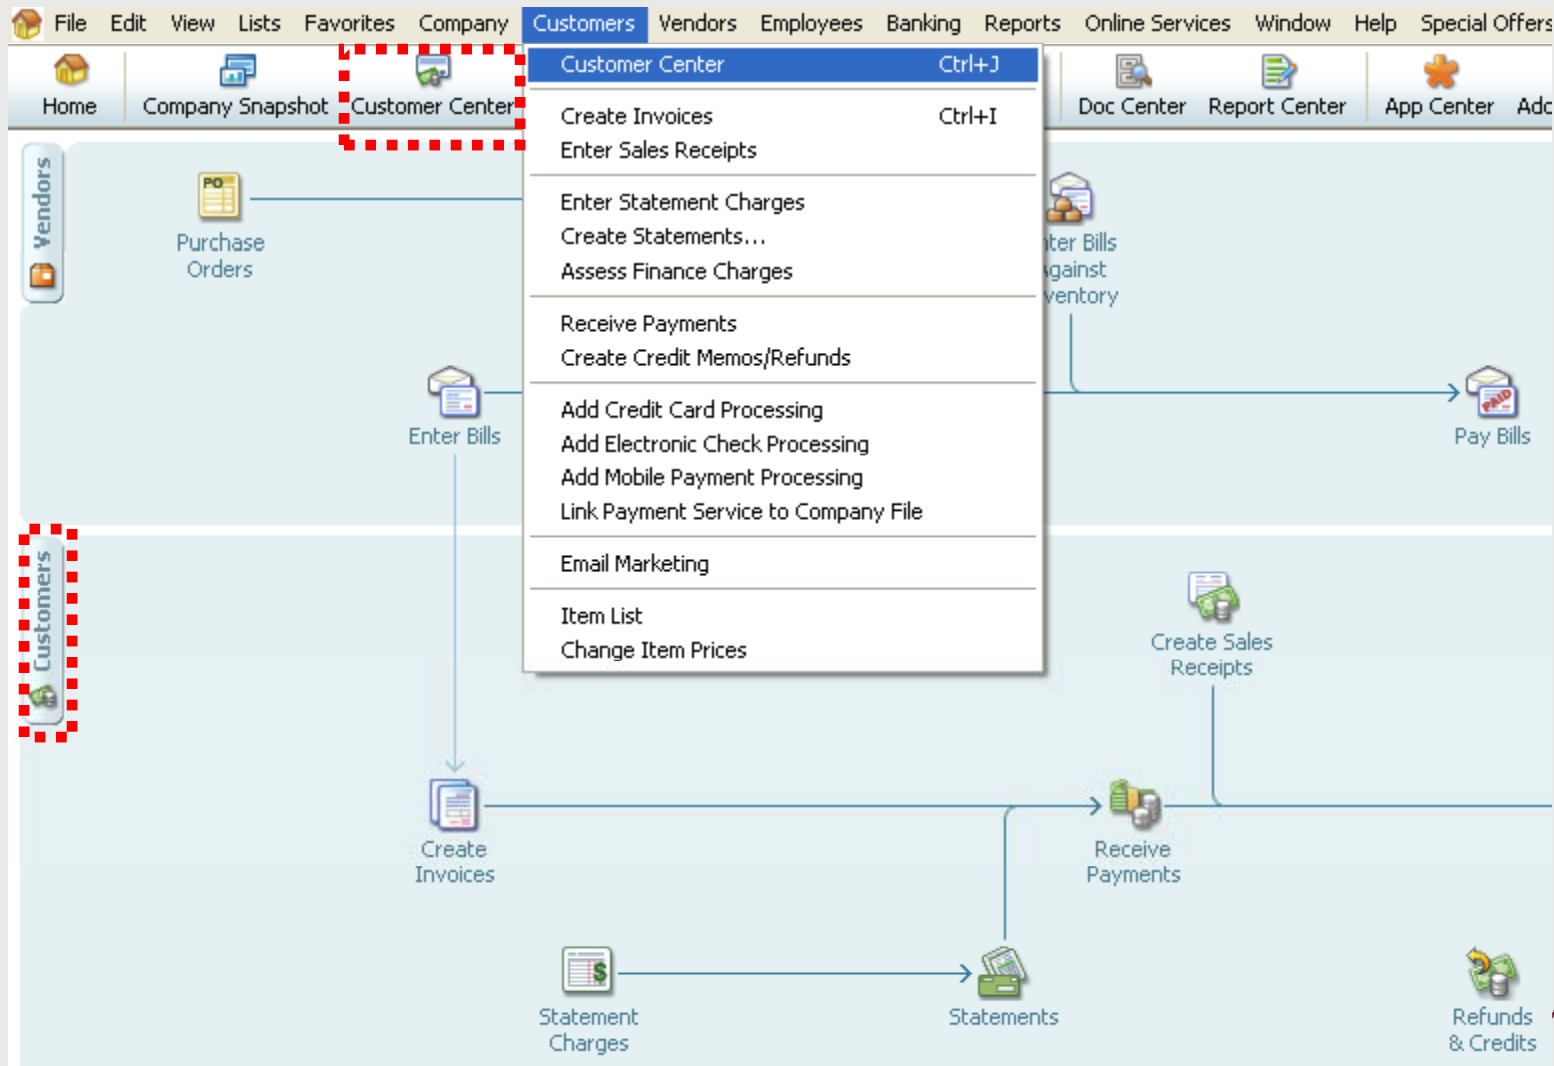 File Edit View Lists Favorites Company Customers Vendors Employees Banking Reports Online Services Window Help Special Offers
Home Company Snapshot Customer Center Doc Center Report Center App Center
Customer Center Ctrl+J
Create Invoices Ctrl+I
Enter Sales Receipts
Enter Statement Charges
Create Statements...
Assess Finance Charges
Receive Payments
Create Credit Memos/Refunds
Add Credit Card Processing
Add Electronic Check Processing
Add Mobile Payment Processing
Link Payment Service to Company File
Email Marketing
Item List
Change Item Prices
Vendors
PO
Purchase
Orders
Bills
Enter Bills
PAID
Pay Bills
Customers
Create Sales
Receipts
Create
Invoices
Receive
Payments
$
Statement
Charges
Statements
Refunds
& Credits